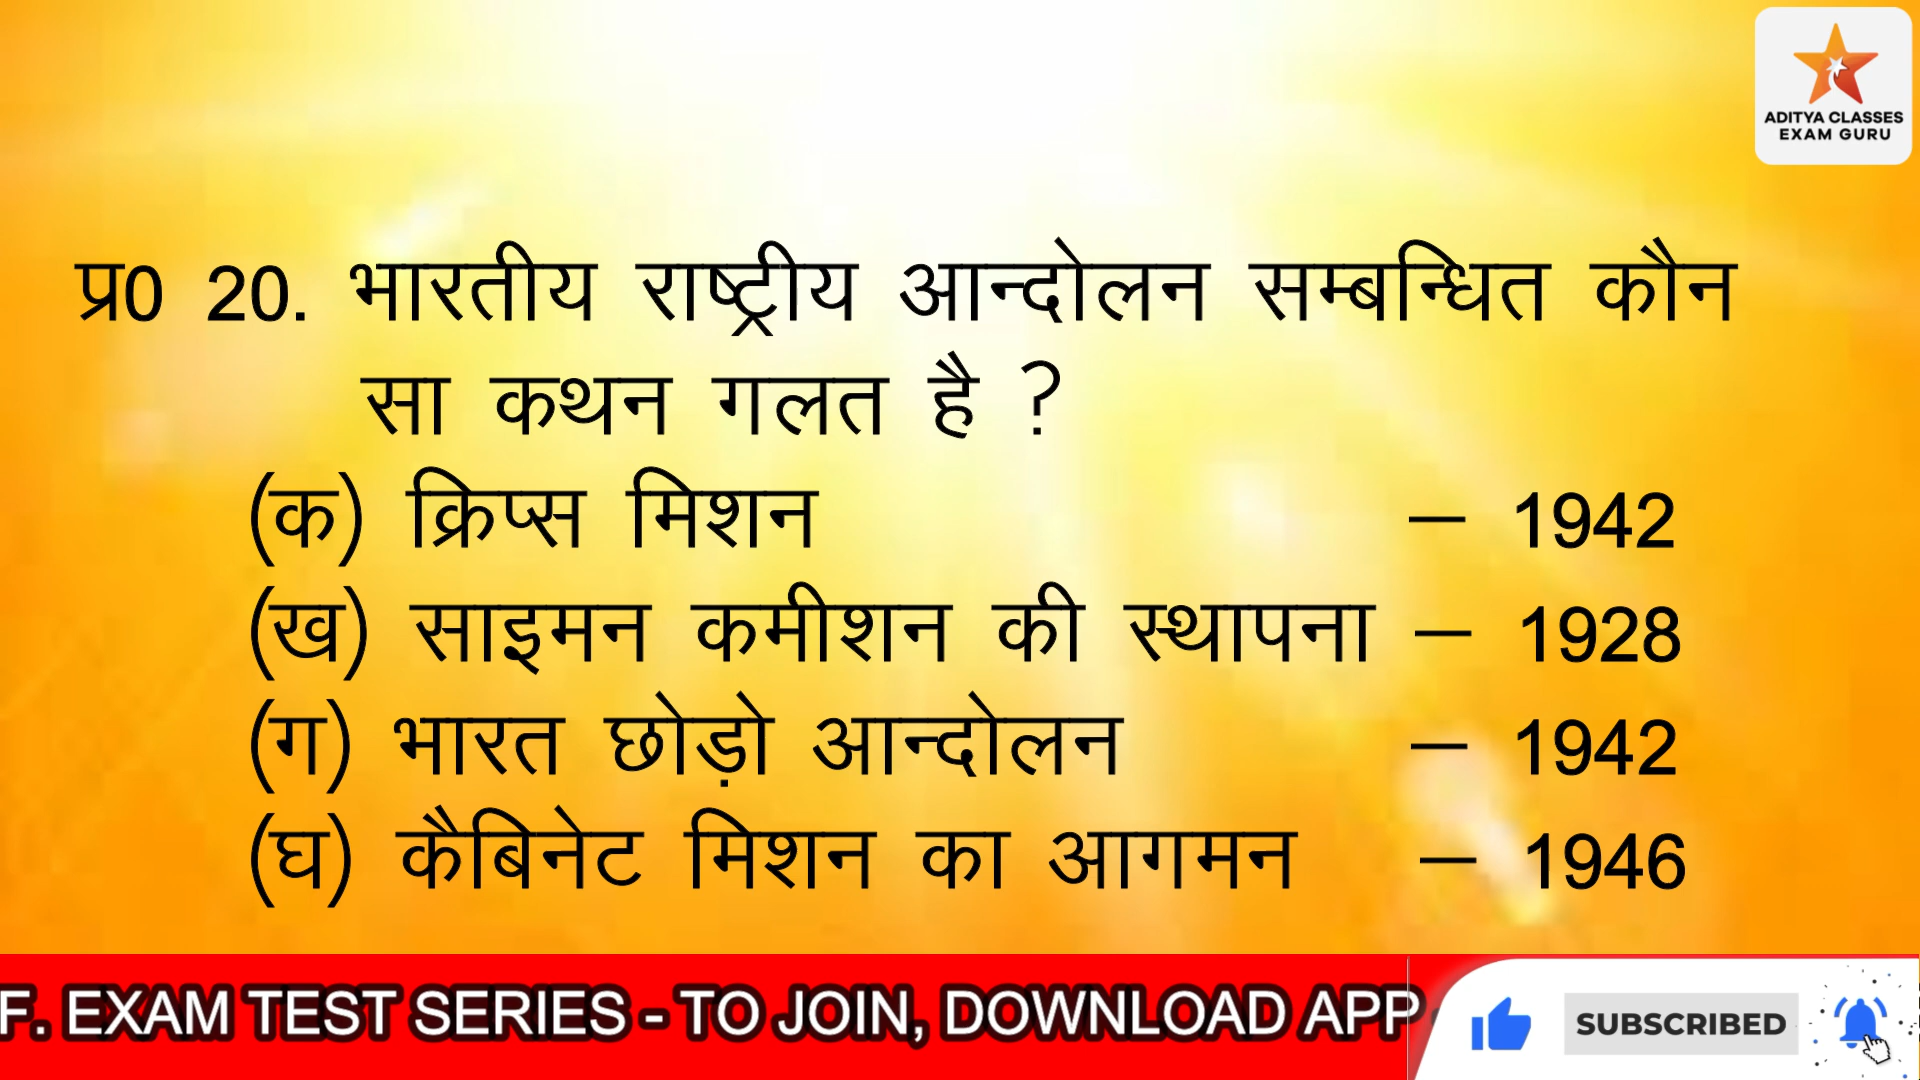 ADITYA CLASSES
EXAM GURU
प्र0 20. भारतीय राष्ट्रीय आन्दोलन सम्बन्धित कौन
सा कथन गलत है ?
(क) क्रिप्स मिशन – 1942
(ख) साइमन कमीशन की स्थापना – 1928
(ग) भारत छोड़ो आन्दोलन – 1942
(घ) कैबिनेट मिशन का आगमन – 1946
F. EXAM TEST SERIES - TO JOIN, DOWNLOAD APP
SUBSCRIBED